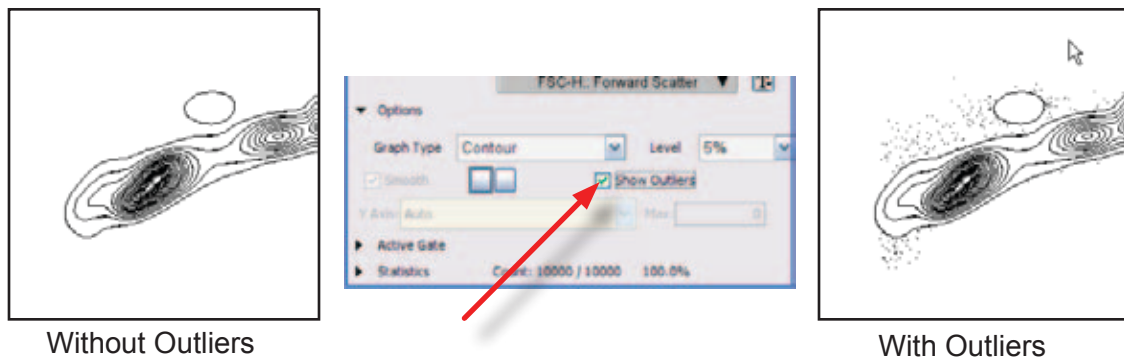 FSC-H:: Forward Scatter T-
Options
Graph Type Contour Level 5%
Smooth Show Outliers
Y Axis Auto Max 0
Active Gate
Statistics Count: 10000 / 10000 100.0%
Without Outliers
With Outliers